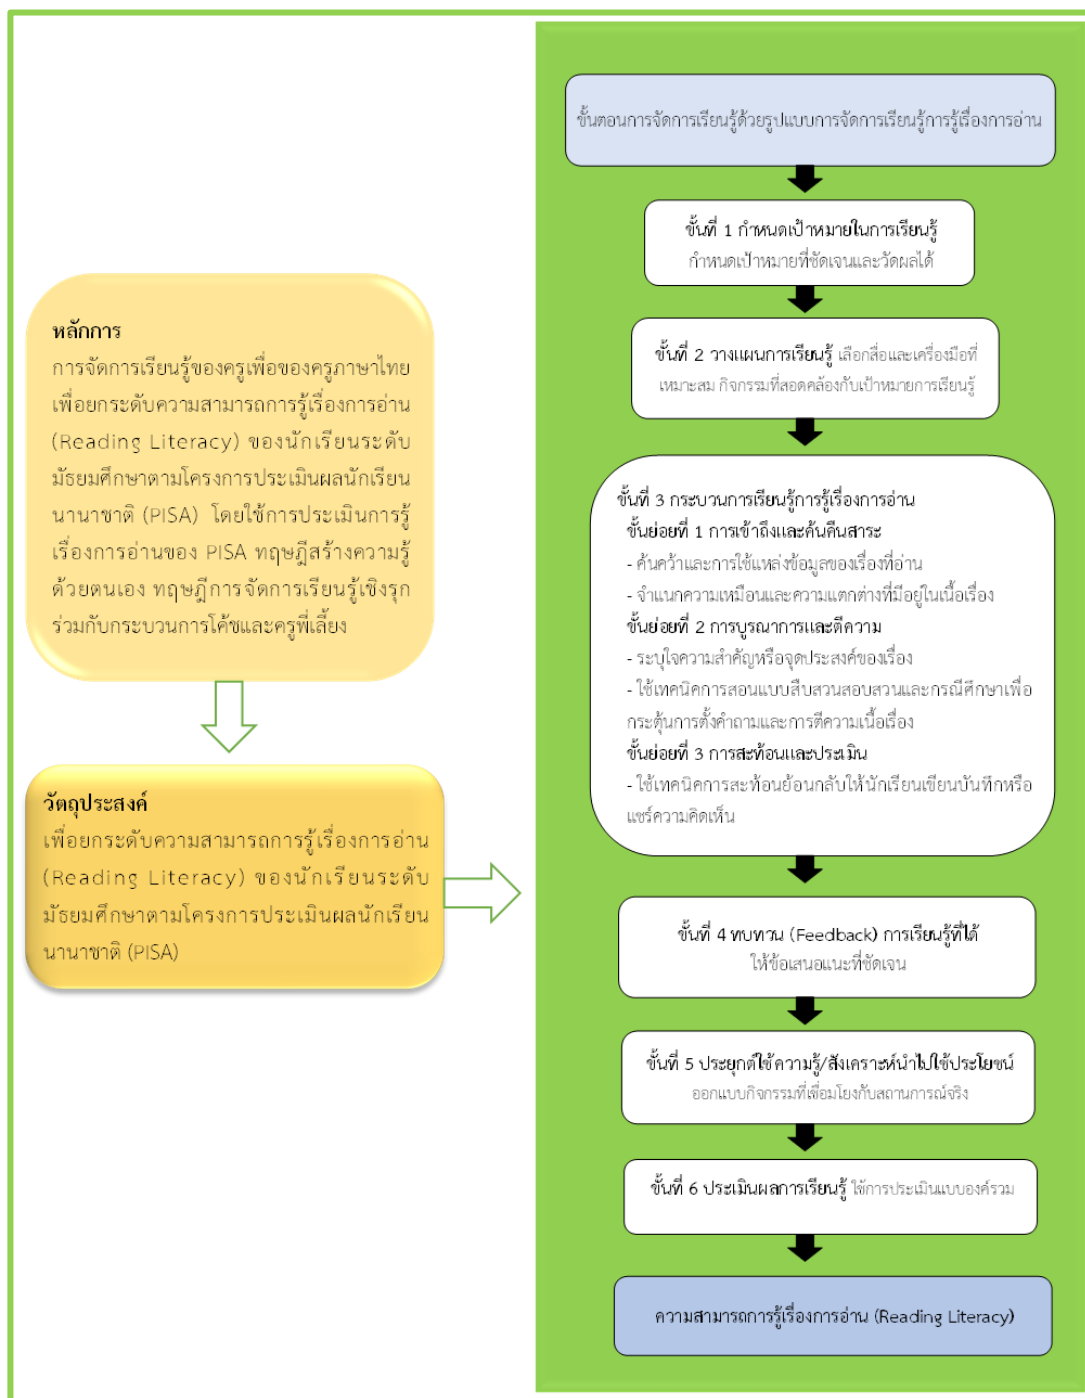 หลักการ
การจัดการเรียนรู้ของครูเพื่อของครูภาษาไทย
เพื่อยกระดับความสามารถการรู้เรื่องการอ่าน
(Reading Literacy) ของนักเรียนระดับ
มัธยมศึกษาตามโครงการประเมินผลนักเรียน
นานาชาติ (PISA) โดยใช้การประเมินการรู้
เรื่องการอ่านของ PISA ทฤษฎีสร้างความรู้
ด้วยตนเอง ทฤษฎีการจัดการเรียนรู้เชิงรุก
ร่วมกับกระบวนการโค้ชและครูพี่เลี้ยง
วัตถุประสงค์
เพื่อยกระดับความสามารถการรู้เรื่องการอ่าน
(Reading Literacy) ของนักเรียนระดับ
มัธยมศึกษาตามโครงการประเมินผลนักเรียน
นานาชาติ (PISA)
ขั้นตอนการจัดการเรียนรู้ด้วยรูปแบบการจัดการเรียนรู้การรู้เรื่องการอ่าน
ขั้นที่ 1 กำหนดเป้าหมายในการเรียนรู้
กำหนดเป้าหมายที่ชัดเจนและวัดผลได้
ขั้นที่ 2 วางแผนการเรียนรู้ เลือกสื่อและเครื่องมือที่
เหมาะสม กิจกรรมที่สอดคล้องกับเป้าหมายการเรียนรู้
ขั้นที่ 3 กระบวนการเรียนรู้การรู้เรื่องการอ่าน
ขั้นย่อยที่ 1 การเข้าถึงและค้นคืนสาระ
- ค้นคว้าและการใช้แหล่งข้อมูลของเรื่องที่อ่าน
- จำแนกความเหมือนและความแตกต่างที่มีอยู่ในเนื้อเรื่อง
ขั้นย่อยที่ 2 การบูรณาการและตีความ
- ระบุใจความสำคัญหรือจุดประสงค์ของเรื่อง
- ใช้เทคนิคการสอนแบบสืบสวนสอบสวนและกรณีศึกษาเพื่อ
กระตุ้นการตั้งคำถามและการตีความเนื้อเรื่อง
ขั้นย่อยที่ 3 การสะท้อนและประเมิน
- ใช้เทคนิคการสะท้อนย้อนกลับให้นักเรียนเขียนบันทึกหรือ
แชร์ความคิดเห็น
ขั้นที่ 4 ทบทวน (Feedback) การเรียนรู้ที่ได้
ให้ข้อเสนอแนะที่ชัดเจน
ขั้นที่ 5 ประยุกต์ใช้ความรู้/สังเคราะห์นำไปใช้ประโยชน์
ออกแบบกิจกรรมที่เชื่อมโยงกับสถานการณ์จริง
ขั้นที่ 6 ประเมินผลการเรียนรู้ ใช้การประเมินแบบองค์รวม
ความสามารถการรู้เรื่องการอ่าน (Reading Literacy)